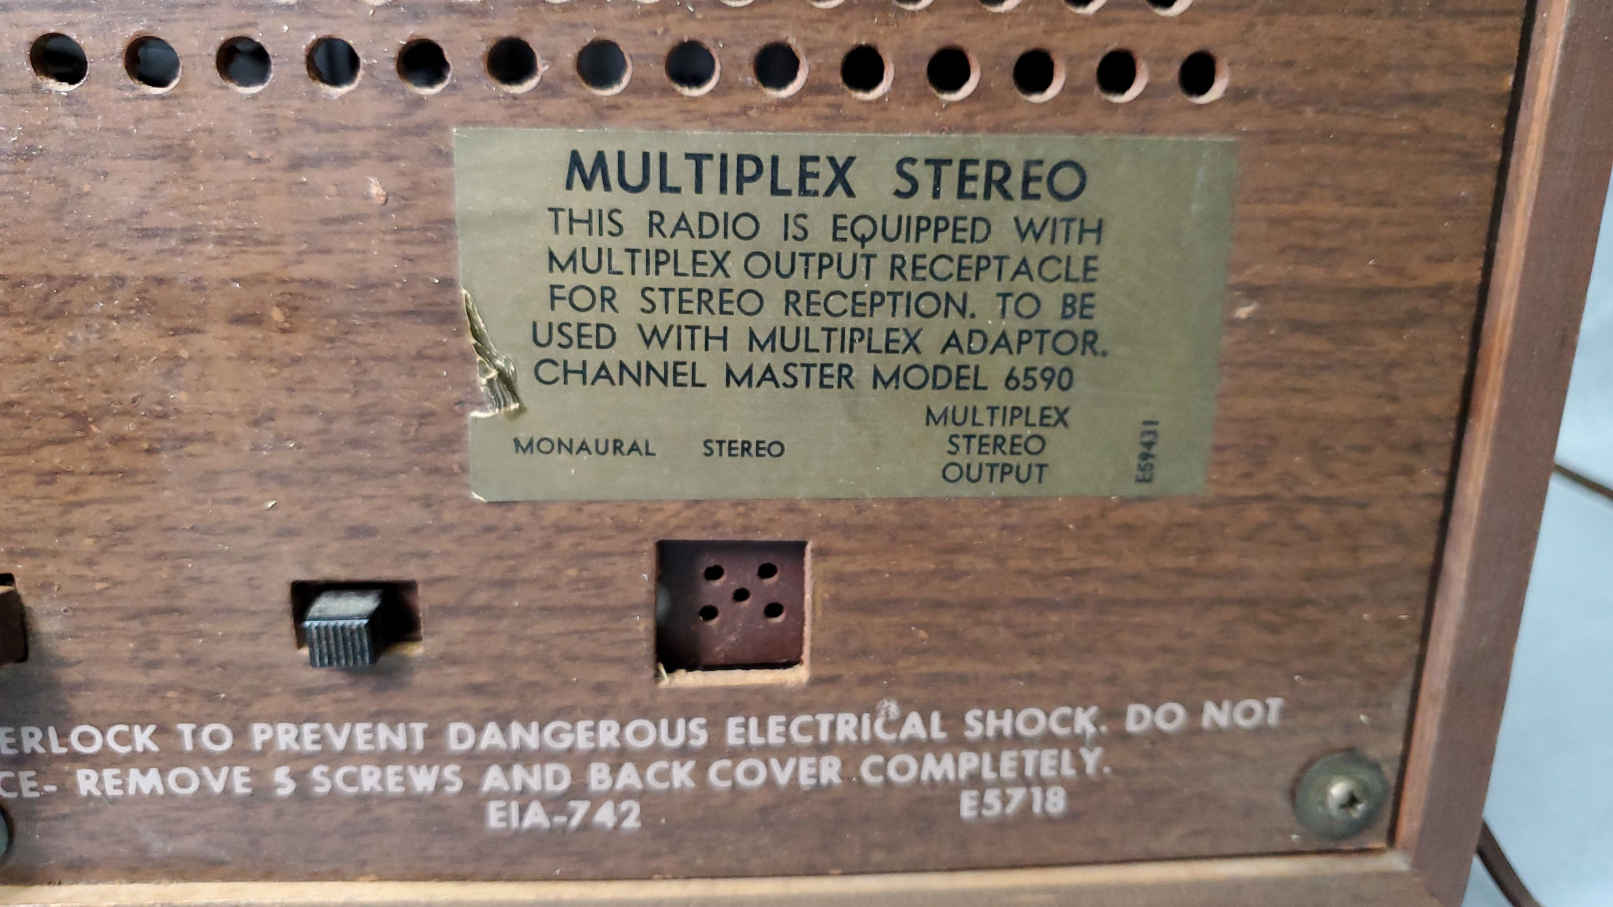 MULTIPLEX STEREO
THIS RADIO IS EQUIPPED WITH
MULTIPLEX OUTPUT RECEPTACLE
FOR STEREO RECEPTION. TO BE
USED WITH MULTIPLEX ADAPTOR.
CHANNEL MASTER MODEL 6590
MONAURAL STEREO MULTIPLEX
STEREO
OUTPUT
E59431
ERLOCK TO PREVENT DANGEROUS ELECTRICAL SHOCK. DO NOT
CE- REMOVE 5 SCREWS AND BACK COVER COMPLETELY.
EIA-742 E5718